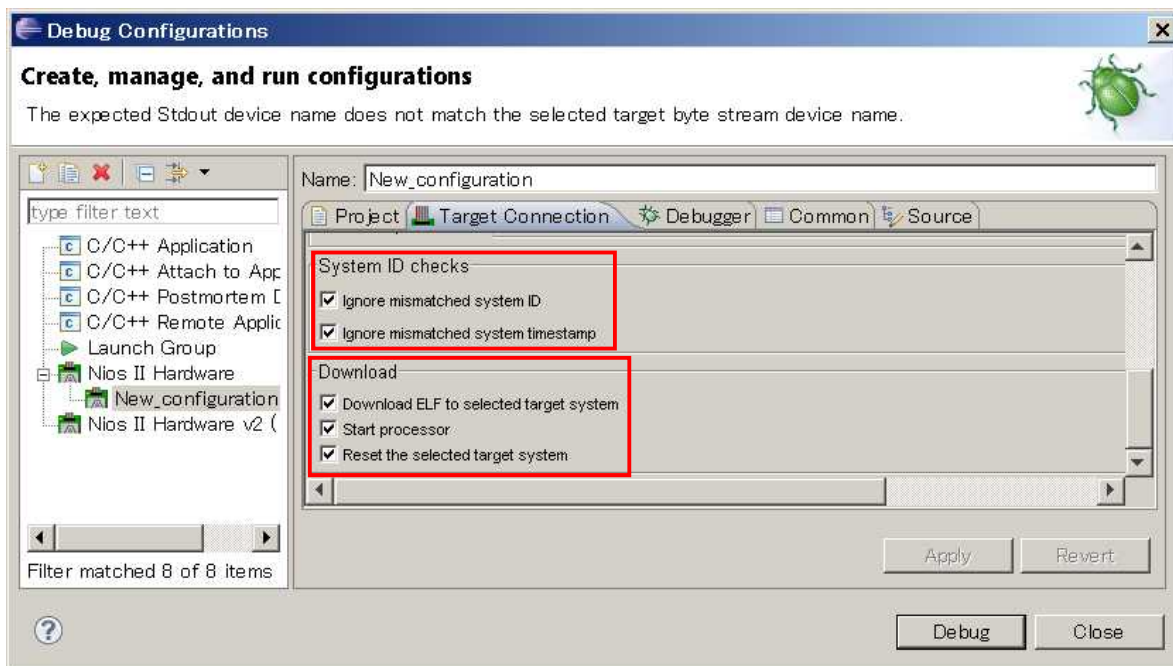 Debug Configurations
Create, manage, and run configurations
The expected Stdout device name does not match the selected target byte stream device name.
type filter text
C/C++ Application
C/C++ Attach to App
C/C++ Postmortem D
C/C++ Remote Applic
Launch Group
Nios II Hardware
New_configuration
Nios II Hardware v2 (
Filter matched 8 of 8 items
Name: New_configuration
Project Target Connection Debugger Common Source
System ID checks
Ignore mismatched system ID
Ignore mismatched system timestamp
Download
Download ELF to selected target system
Start processor
Reset the selected target system
Apply Revert
Debug Close